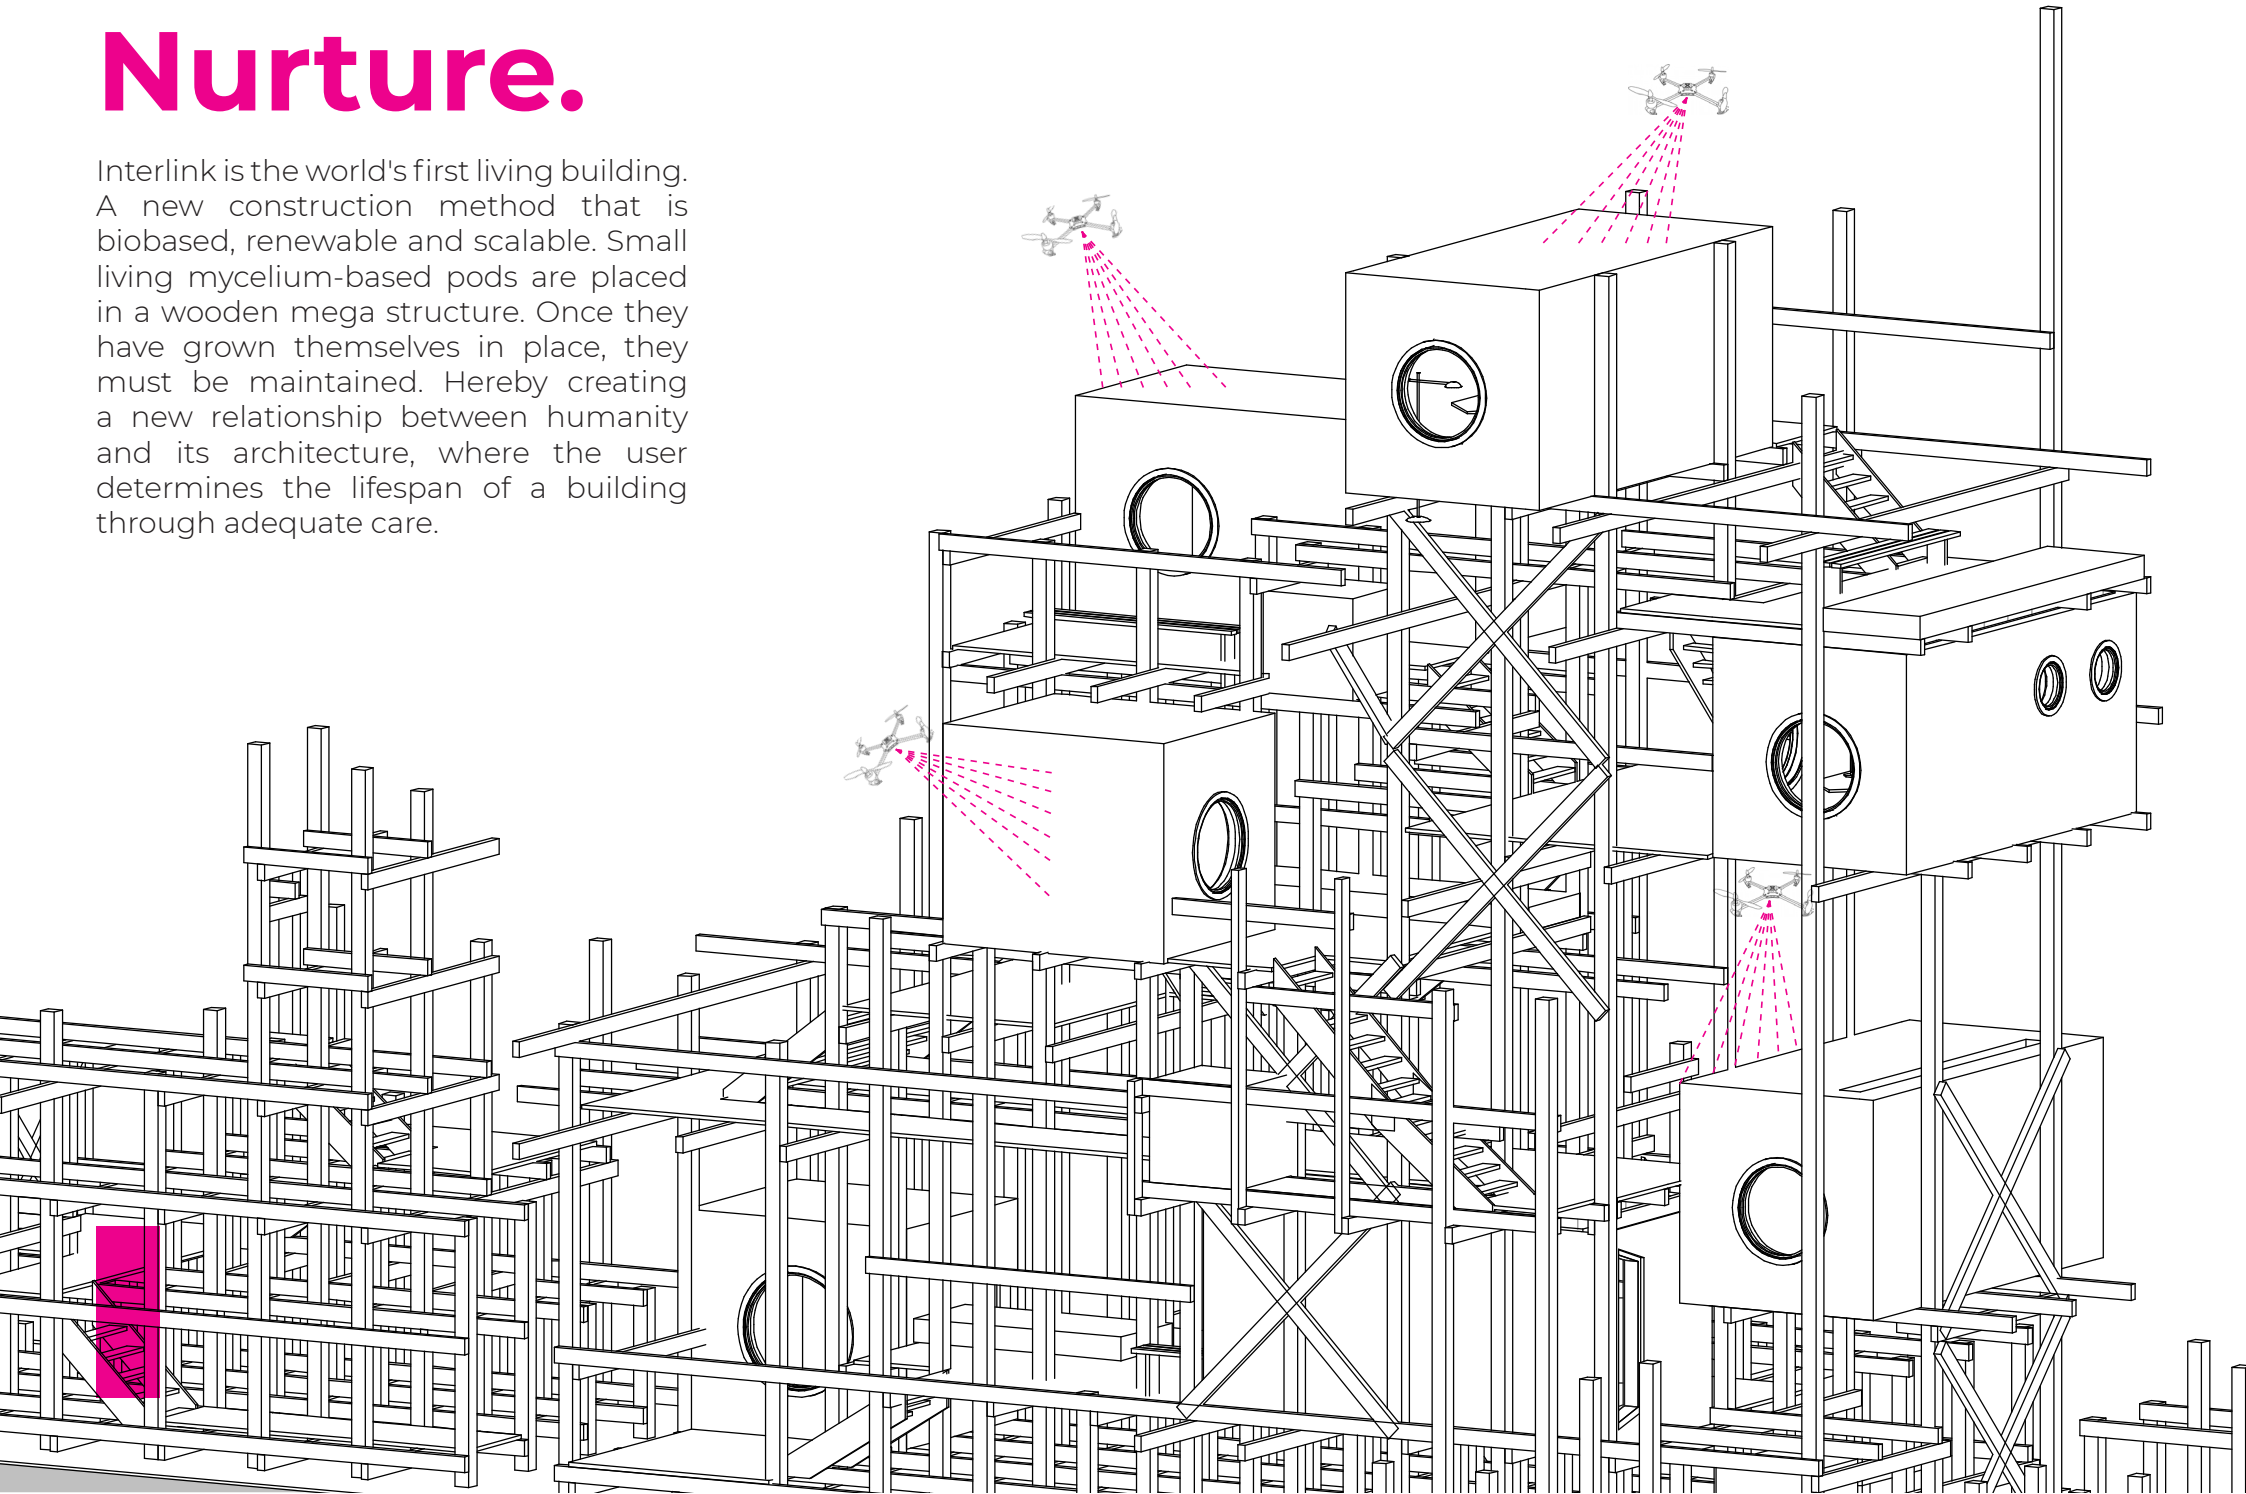 Nurture.
Interlink is the world's first living building.
A new construction method that is
biobased, renewable and scalable. Small
living mycelium-based pods are placed
in a wooden mega structure. Once they
have grown themselves in place, they
must be maintained. Hereby creating
a new relationship between humanity
and its architecture, where the user
determines the lifespan of a building
through adequate care.